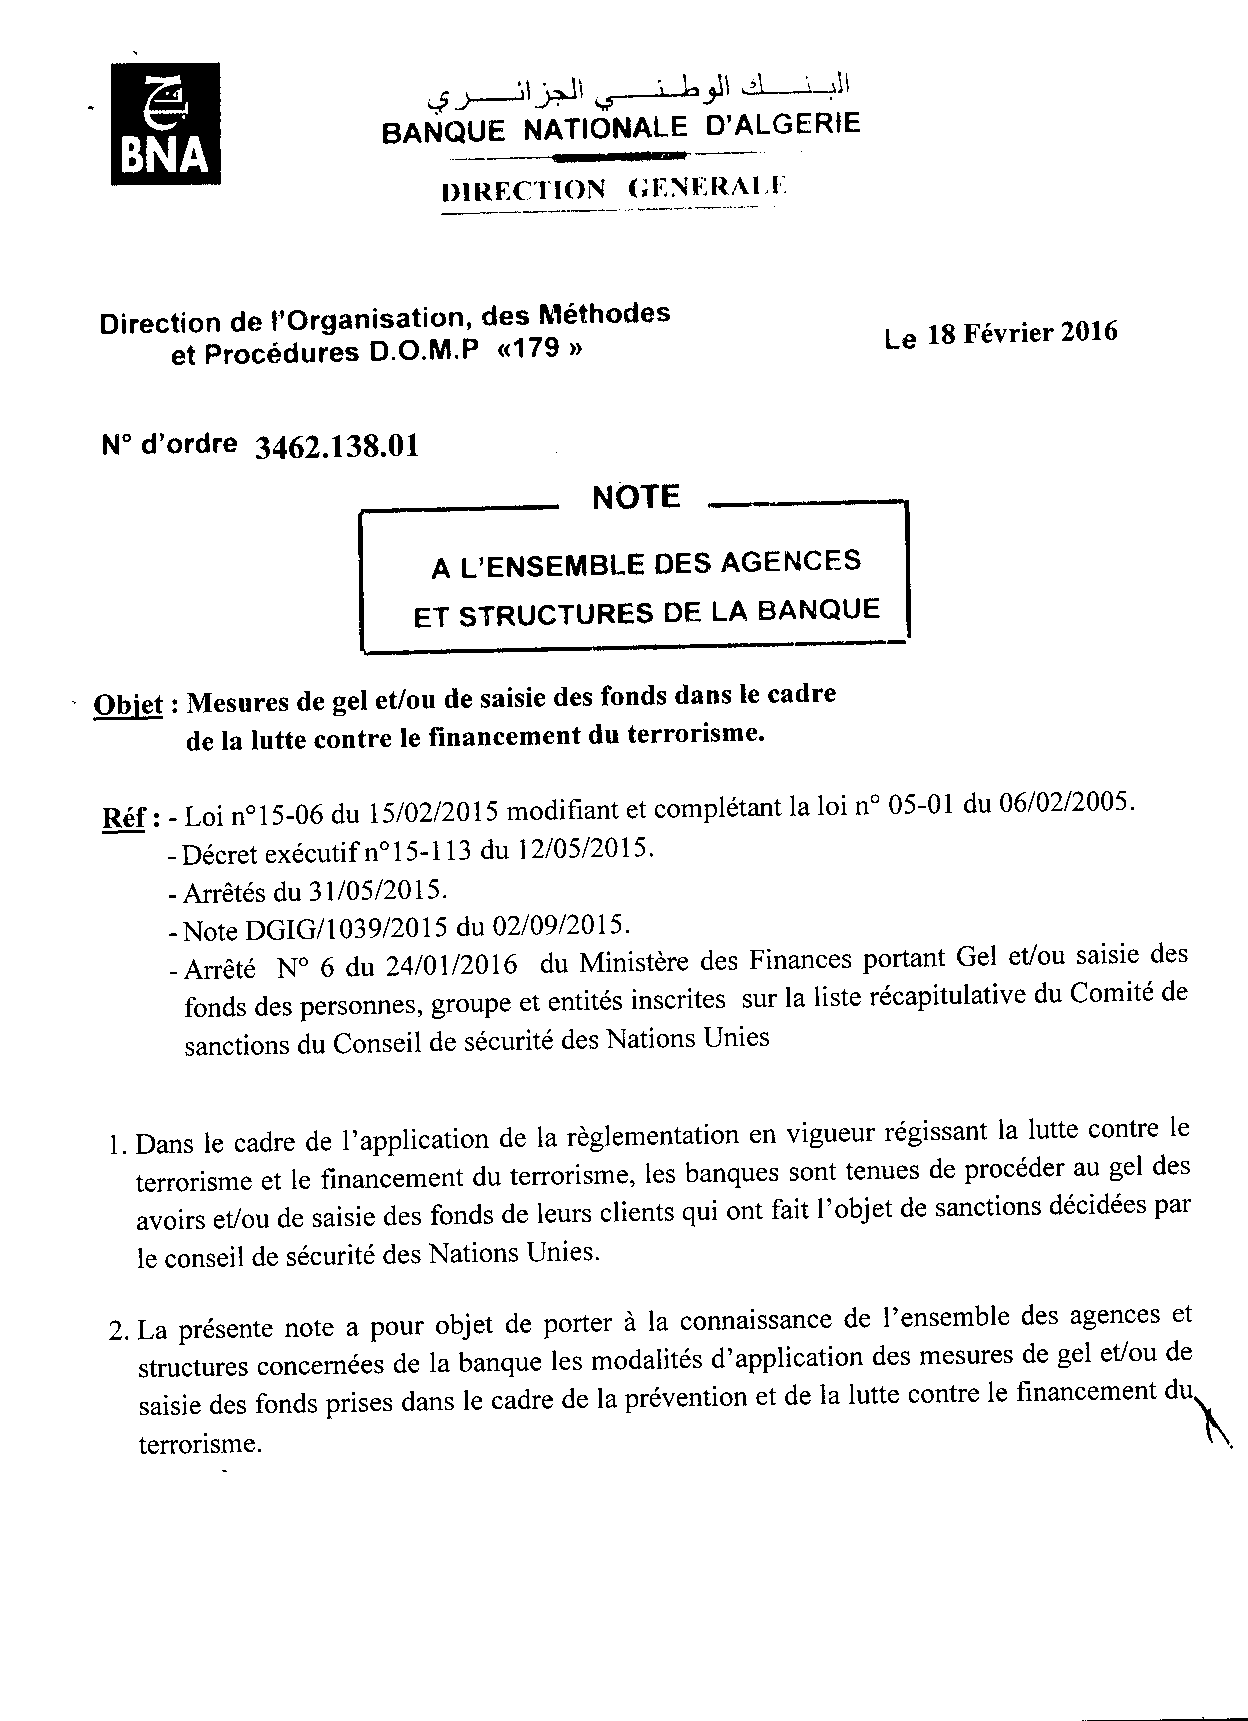 BNA
البنك الوطني الجزائري
BANQUE NATIONALE D'ALGERIE
DIRECTION GENERALE
Direction de l'Organisation, des Méthodes
et Procédures D.O.M.P «179 »
Le 18 Février 2016
N° d'ordre 3462.138.01
NOTE
A L'ENSEMBLE DES AGENCES
ET STRUCTURES DE LA BANQUE
Objet : Mesures de gel et/ou de saisie des fonds dans le cadre
de la lutte contre le financement du terrorisme.
Réf : - Loi n°15-06 du 15/02/2015 modifiant et complétant la loi n° 05-01 du 06/02/2005.
- Décret exécutif n°15-113 du 12/05/2015.
- Arrêtés du 31/05/2015.
- Note DGIG/1039/2015 du 02/09/2015.
- Arrêté N° 6 du 24/01/2016 du Ministère des Finances portant Gel et/ou saisie des
fonds des personnes, groupe et entités inscrites sur la liste récapitulative du Comité de
sanctions du Conseil de sécurité des Nations Unies
1. Dans le cadre de l'application de la règlementation en vigueur régissant la lutte contre le
terrorisme et le financement du terrorisme, les banques sont tenues de procéder au gel des
avoirs et/ou de saisie des fonds de leurs clients qui ont fait l'objet de sanctions décidées par
le conseil de sécurité des Nations Unies.
2. La présente note a pour objet de porter à la connaissance de l'ensemble des agences et
structures concernées de la banque les modalités d'application des mesures de gel et/ou de
saisie des fonds prises dans le cadre de la prévention et de la lutte contre le financement du
terrorisme.